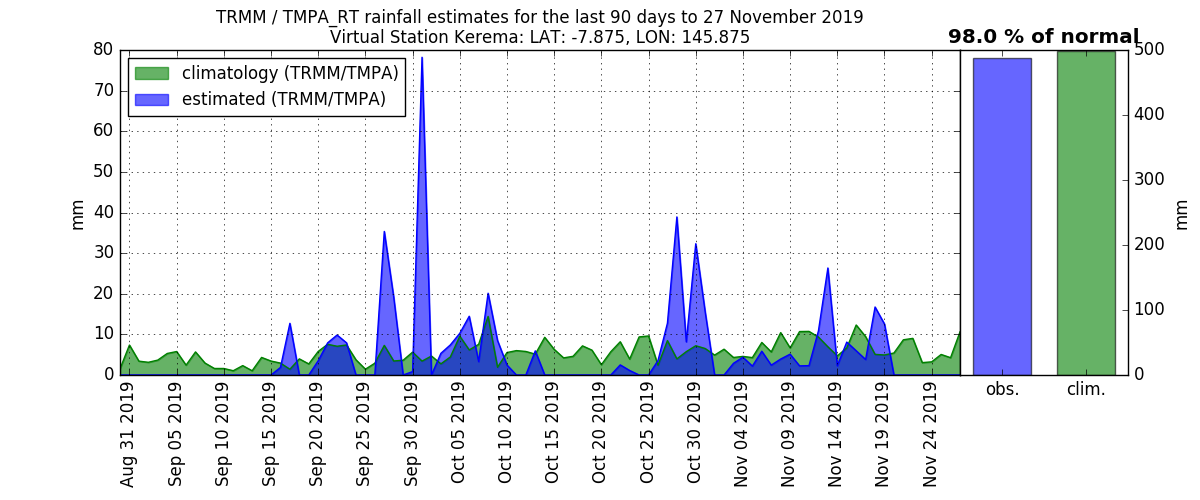 TRMM / TMPA_RT rainfall estimates for the last 90 days to 27 November 2019
Virtual Station Kerema: LAT: -7.875, LON: 145.875
98.0 % of normal
climatology (TRMM/TMPA)
estimated (TRMM/TMPA)
80
70
60
50
40
30
20
10
0
mm
500
400
300
200
100
0
mm
Aug 31 2019
Sep 05 2019
Sep 10 2019
Sep 15 2019
Sep 20 2019
Sep 25 2019
Sep 30 2019
Oct 05 2019
Oct 10 2019
Oct 15 2019
Oct 20 2019
Oct 25 2019
Oct 30 2019
Nov 04 2019
Nov 09 2019
Nov 14 2019
Nov 19 2019
Nov 24 2019
obs.
clim.